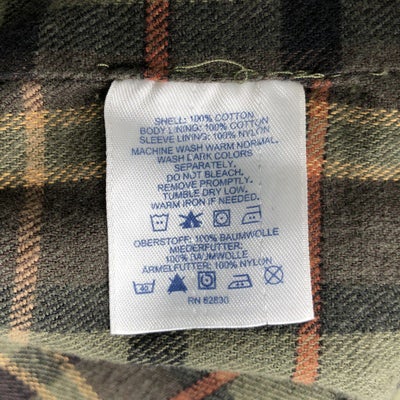 SHELL: 100% COTTON
BODY LINING: 100% COTTON
SLEEVE LINING: 100% NYLON
MACHINE WASH WARM NORMAL.
WASH DARK COLORS
SEPARATELY.
DO NOT BLEACH.
REMOVE PROMPTLY.
TUMBLE DRY LOW.
WARM IRON IF NEEDED.
OBERSTOFF: 100% BAUMWOLLE
MIEDERFUTTER:
100% BAUMWOLLE
ARMELFUTTER: 100% NYLON
40
RN 62830